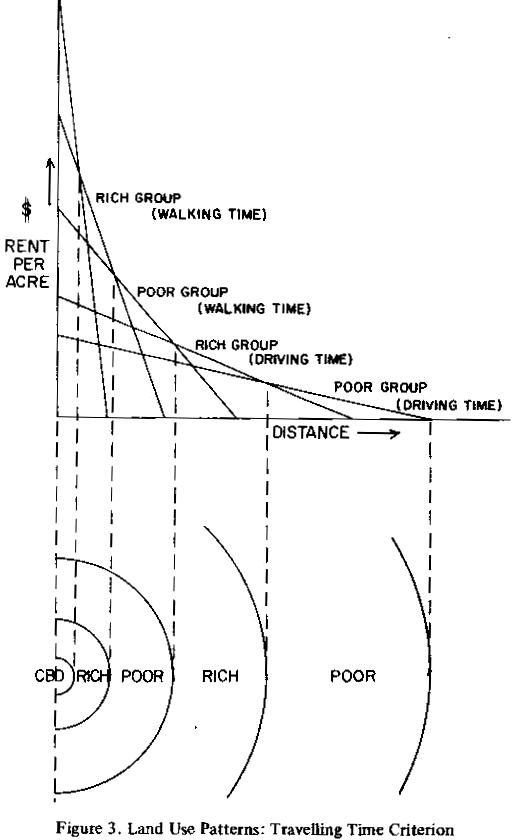 RICH GROUP
(WALKING TIME)
$
RENT
PER
ACRE
POOR GROUP
(WALKING TIME)
RICH GROUP
(DRIVING TIME)
POOR GROUP
(DRIVING TIME)
DISTANCE
CBD RICH POOR RICH POOR
Figure 3. Land Use Patterns: Travelling Time Criterion